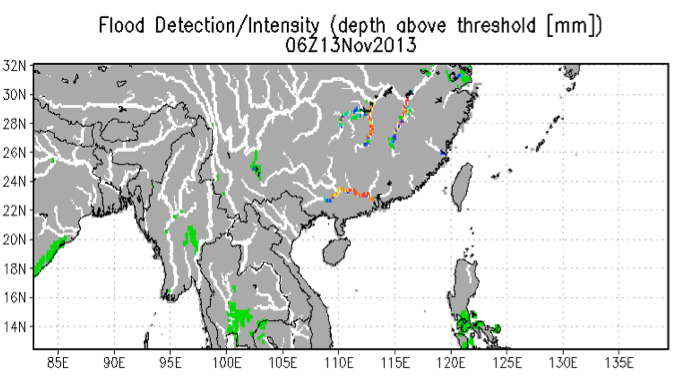 Flood Detection/Intensity (depth above threshold [mm])
06Z13Nov2013
32N
30N
28N
26N
24N
22N
20N
18N
16N
14N
85E 90E 95E 100E 105E 110E 115E 120E 125E 130E 135E